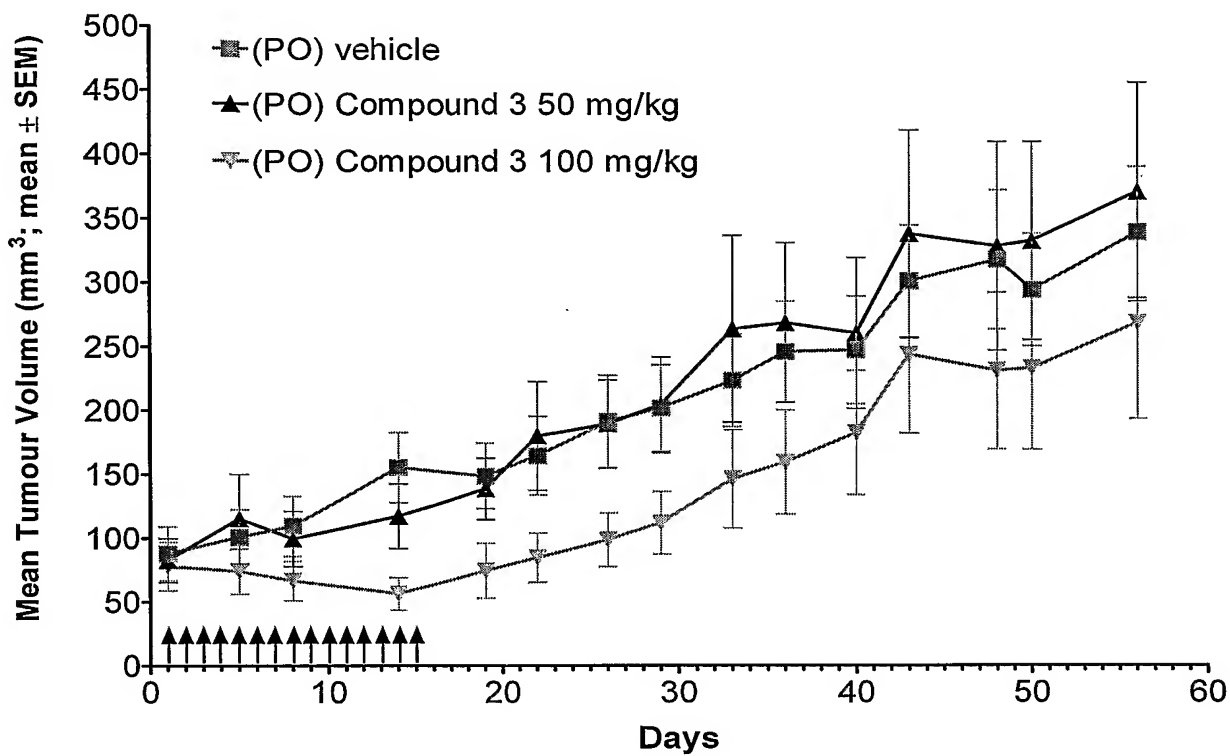 500
450
400
350
300
250
200
150
100
50
0
Mean Tumour Volume (mm³; mean ± SEM)
(PO) vehicle
(PO) Compound 3 50 mg/kg
(PO) Compound 3 100 mg/kg
0 10 20 30 40 50 60
Days